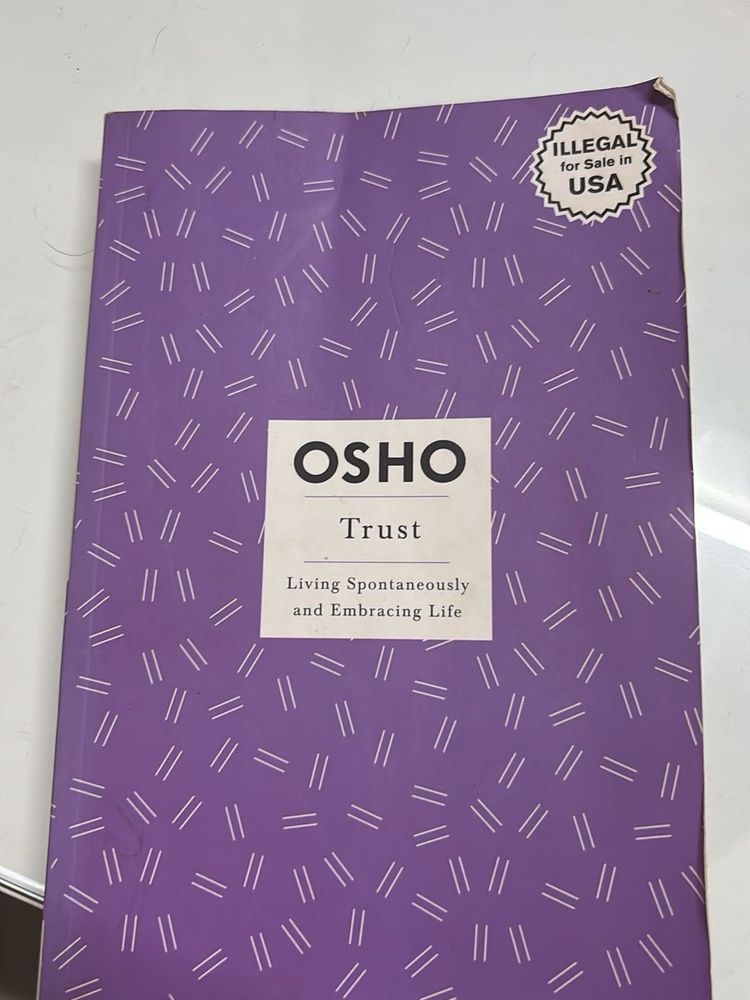 ILLEGAL
for Sale in
USA
OSHO
Trust
Living Spontaneously
and Embracing Life